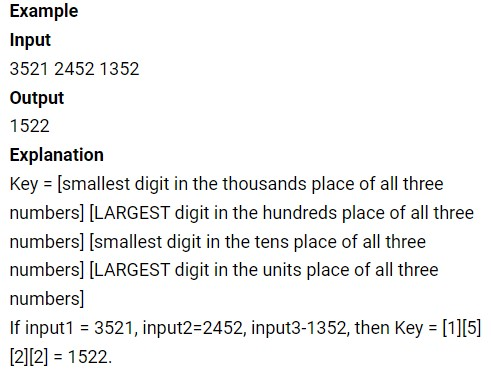 Example
Input
3521 2452 1352
Output
1522
Explanation
Key = [smallest digit in the thousands place of all three
numbers] [LARGEST digit in the hundreds place of all three
numbers] [smallest digit in the tens place of all three
numbers] [LARGEST digit in the units place of all three
numbers]
If input1 = 3521, input2=2452, input3-1352, then Key = [1][5]
[2][2] = 1522.